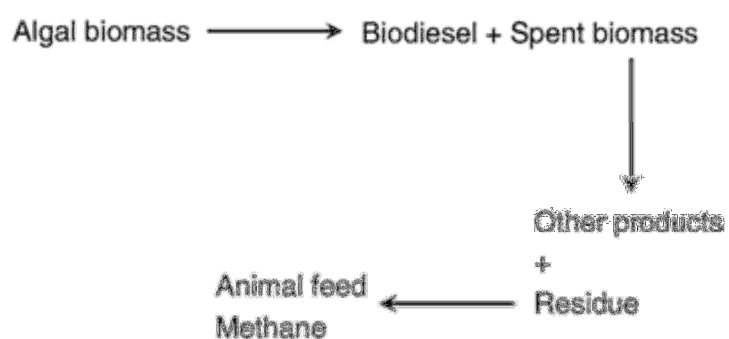 Algal biomass
Biodiesel + Spent biomass
Other products
+
Residue
Animal feed
Methane